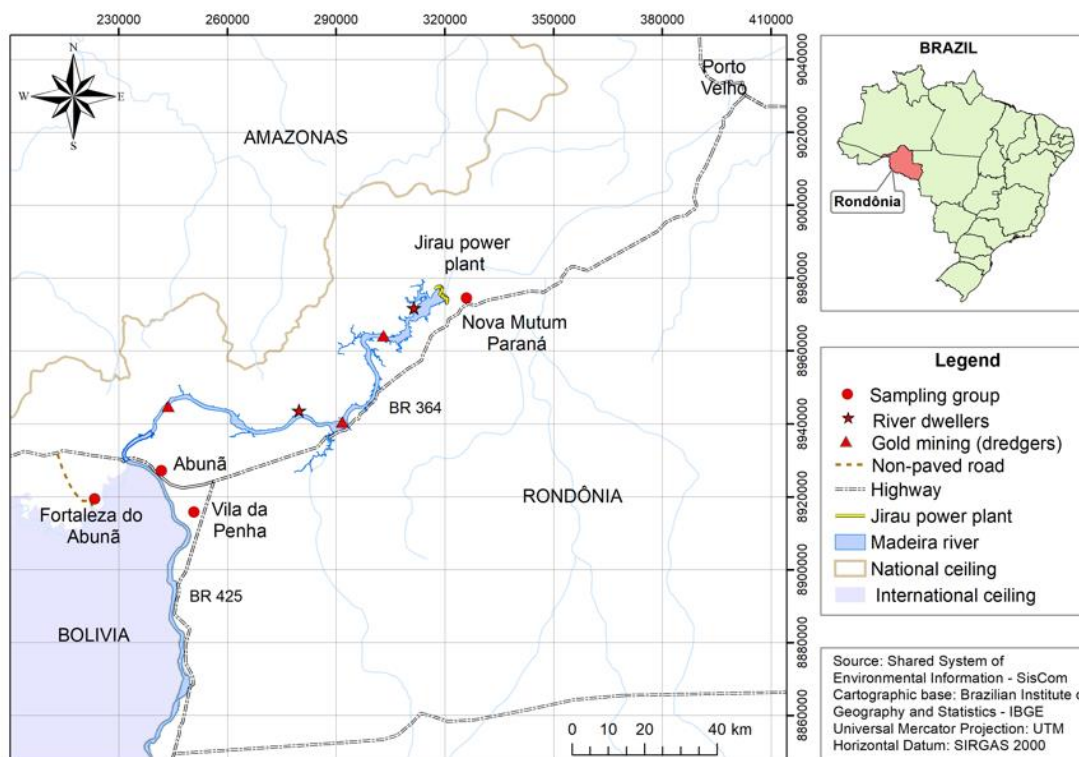 230000 260000 290000 320000 350000 380000 410000
N
W E
S
AMAZONAS
Porto
Velho
Jirau power
plant
Nova Mutum
Paraná
BR 364
Abunã
Fortaleza do
Abunã
Vila da
Penha
RONDÔNIA
BR 425
BOLIVIA
0 10 20 40 km
9040000
9020000
9000000
8980000
8960000
8940000
8920000
8900000
8880000
8860000
BRAZIL
Rondônia
Legend
Sampling group
River dwellers
Gold mining (dredgers)
Non-paved road
Highway
Jirau power plant
Madeira river
National ceiling
International ceiling
Source: Shared System of
Environmental Information - SisCom
Cartographic base: Brazilian Institute
Geography and Statistics - IBGE
Universal Mercator Projection: UTM
Horizontal Datum: SIRGAS 2000